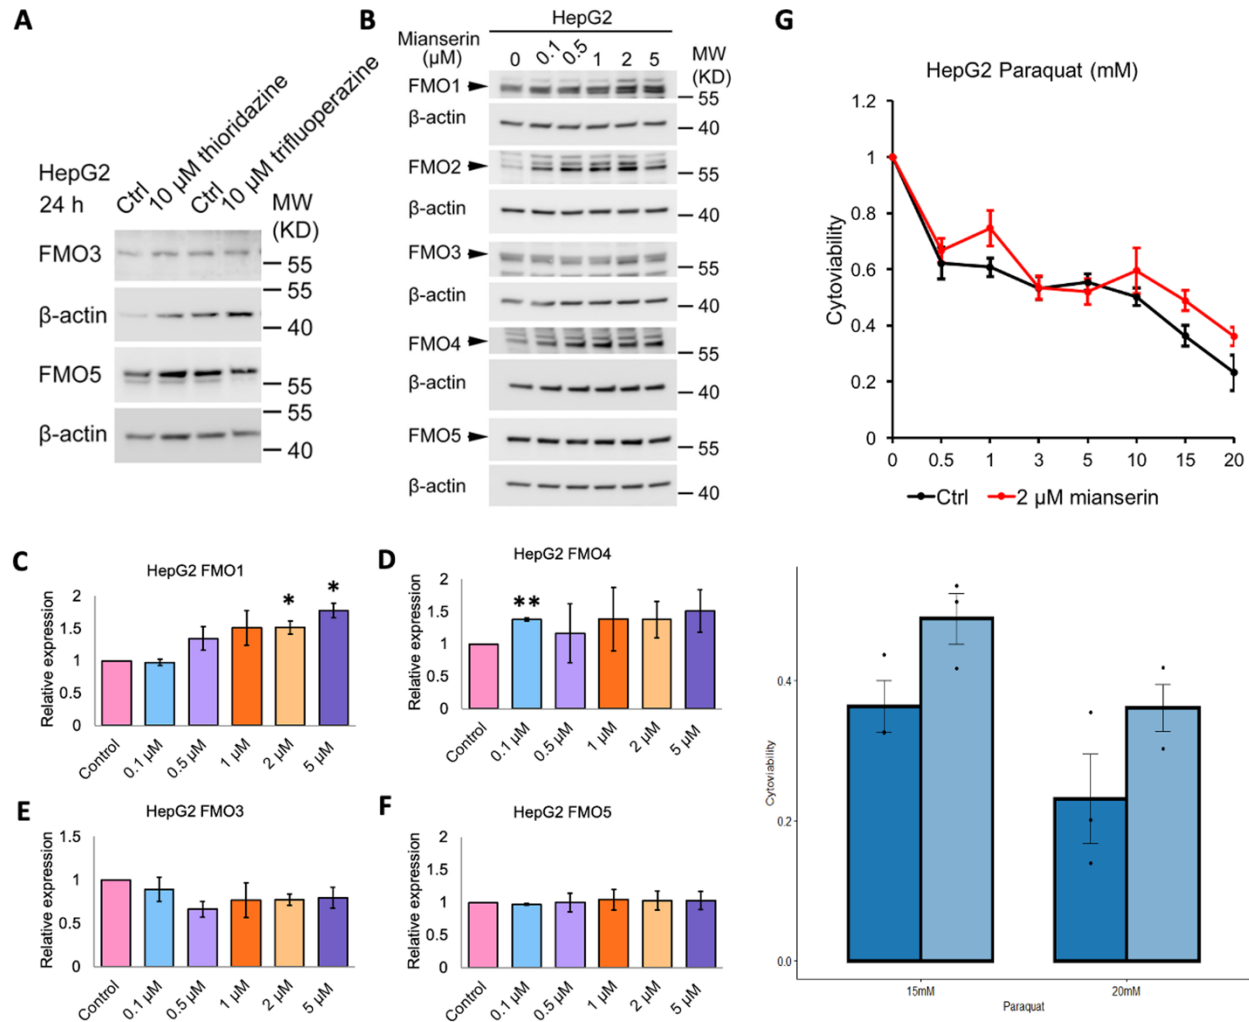 A
HepG2
24 h
Ctrl
10 µM thioridazine
Ctrl
10 µM trifluoperazine
MW
(KD)
FMO3
55
55
β-actin
40
FMO5
55
55
β-actin
40
B
HepG2
Mianserin
(µM)
0 0.1 0.5 1 2 5
MW
(KD)
FMO1
55
β-actin
40
FMO2
55
β-actin
40
FMO3
55
β-actin
40
FMO4
55
β-actin
40
FMO5
55
β-actin
40
G
HepG2 Paraquat (mM)
Cytoviability
1.2
1
0.8
0.6
0.4
0.2
0
0 0.5 1 3 5 10 15 20
Ctrl 2 µM mianserin
C
HepG2 FMO1
Relative expression
2
1.5
1
0.5
0
* *
Control 0.1 µM 0.5 µM 1 µM 2 µM 5 µM
D
HepG2 FMO4
Relative expression
2
1.5
1
0.5
0
**
Control 0.1 µM 0.5 µM 1 µM 2 µM 5 µM
E
HepG2 FMO3
Relative expression
1.5
1
0.5
0
Control 0.1 µM 0.5 µM 1 µM 2 µM 5 µM
F
HepG2 FMO5
Relative expression
2
1.5
1
0.5
0
Control 0.1 µM 0.5 µM 1 µM 2 µM 5 µM
Cytoviability
0.4
0.2
0.0
15mM 20mM
Paraquat